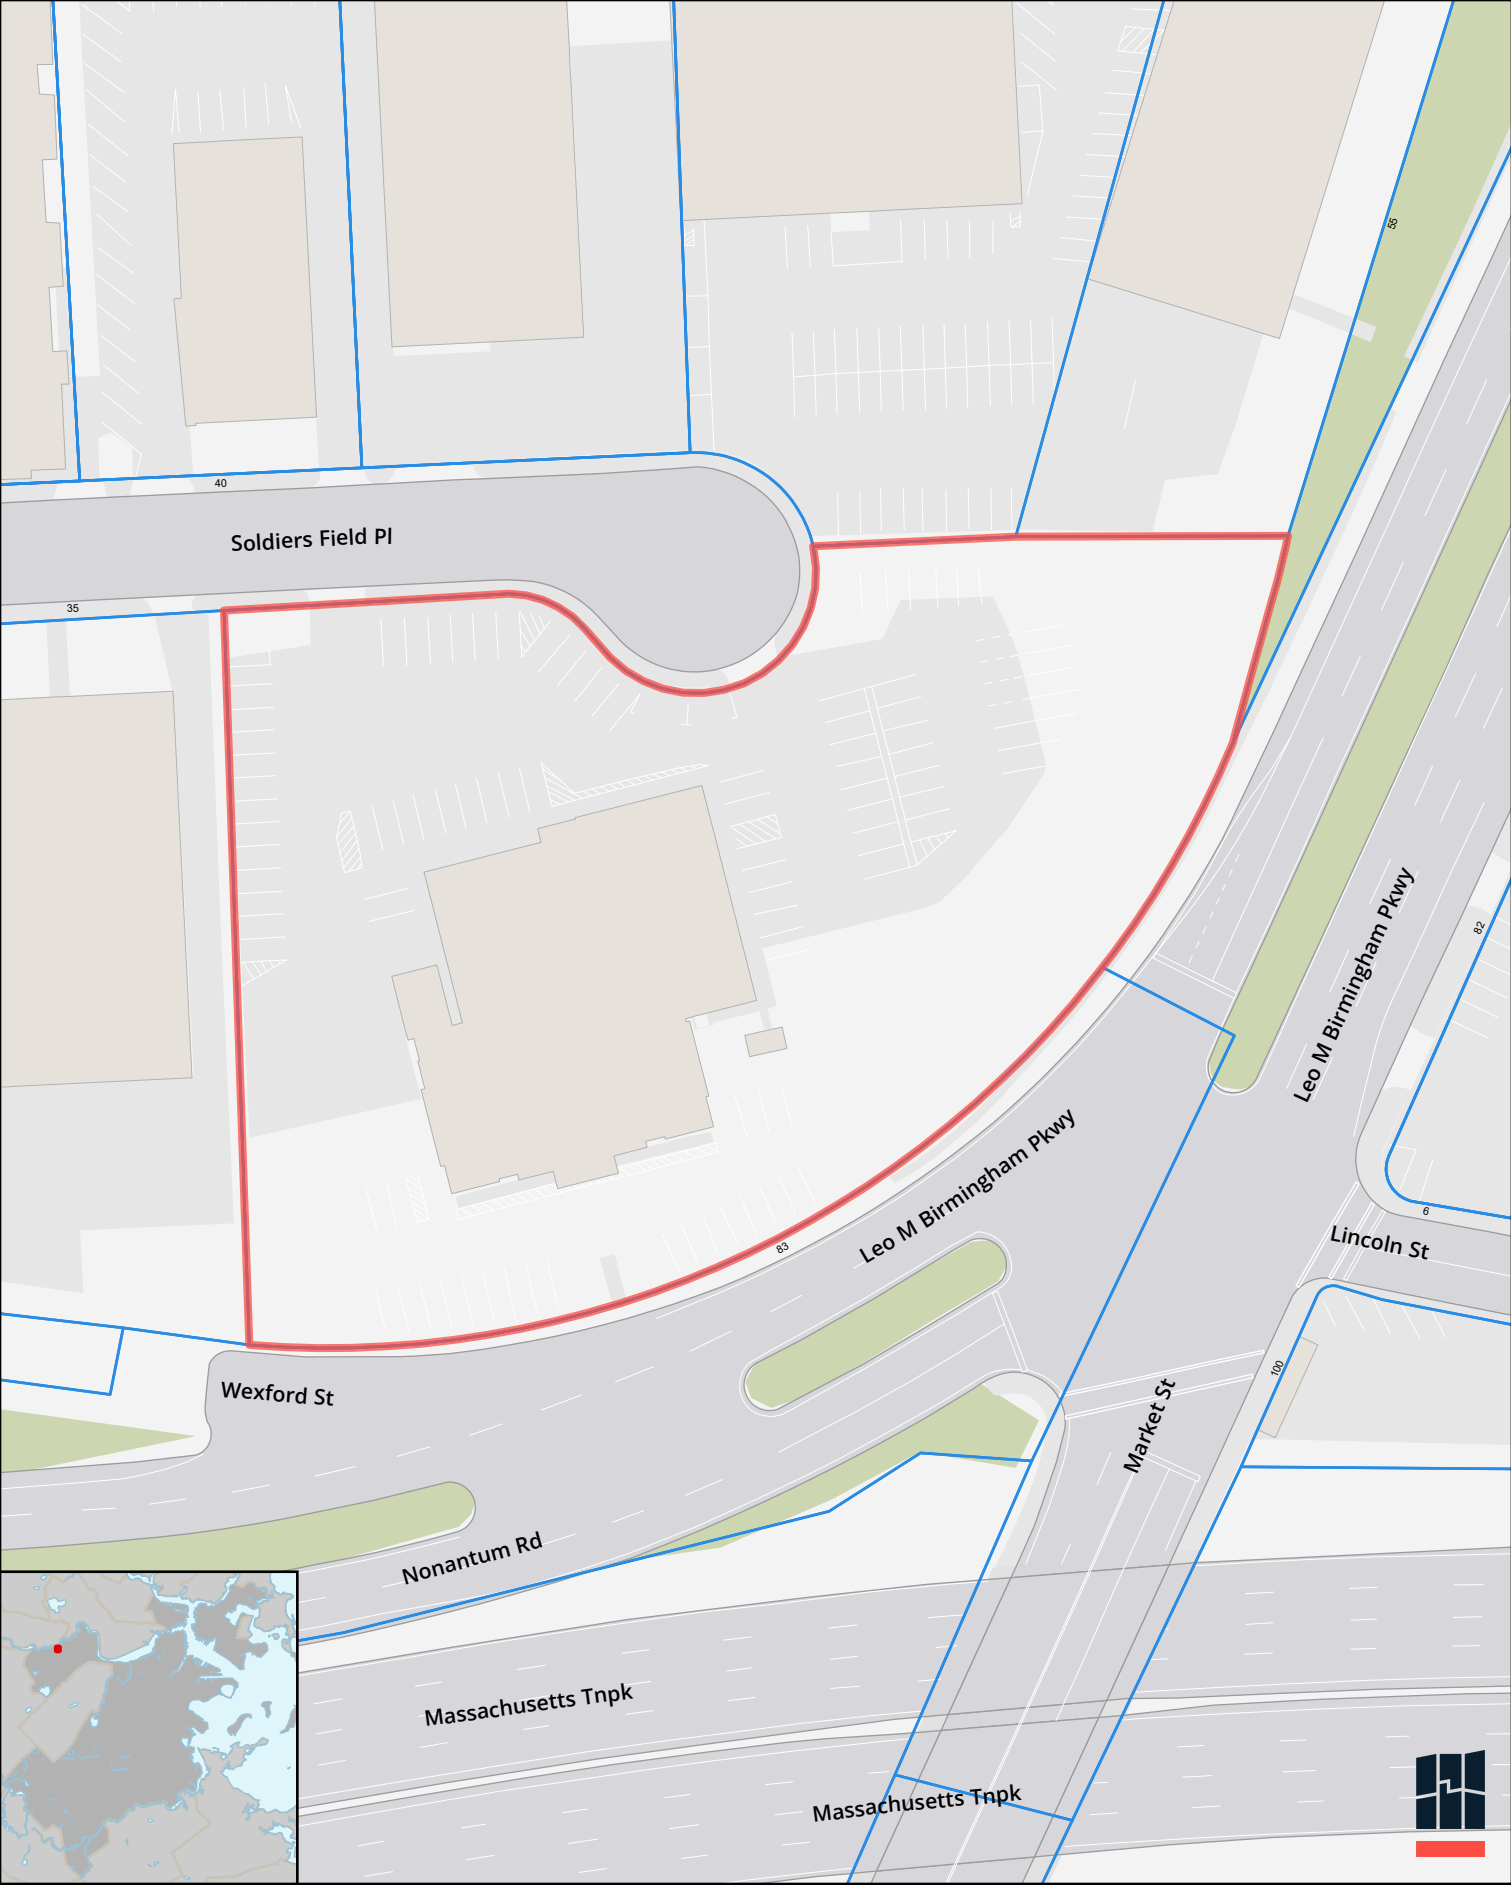 55
40
Soldiers Field Pl
35
Leo M Birmingham Pkwy
82
Leo M Birmingham Pkwy
6
Lincoln St
83
100
Wexford St
Market St
Nonantum Rd
Massachusetts Tnpk
Massachusetts Tnpk